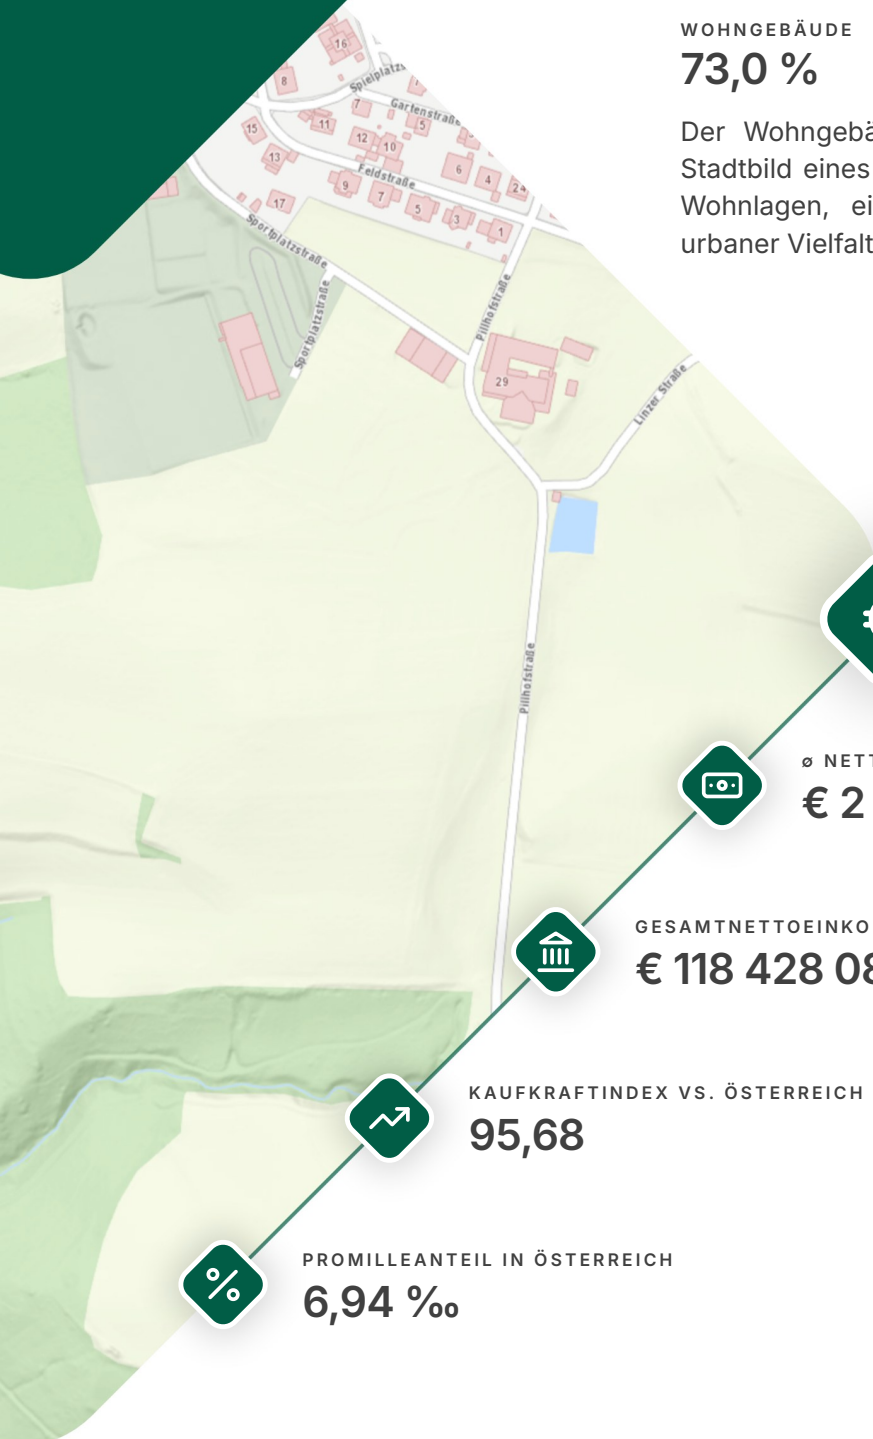 WOHNGEBÄUDE
73,0 %
Der Wohngebä
Stadtbild eines
Wohnlagen, ei
urbaner Vielfalt
16
8
Spielplatzs
7
Gartenstraße
5
15
11
12
10
13
Feldstraße
6
4
24
9
7
17
5
3
1
Sportplatzstraße
Sportplatzstraße
Pillhofstraße
29
Linzer Straße
Pillhofstraße
ø NETT
€ 2
GESAMTNETTOEINKO
€ 118 428 08
KAUFKRAFTINDEX VS. ÖSTERREICH
95,68
PROMILLEANTEIL IN ÖSTERREICH
6,94 ‰